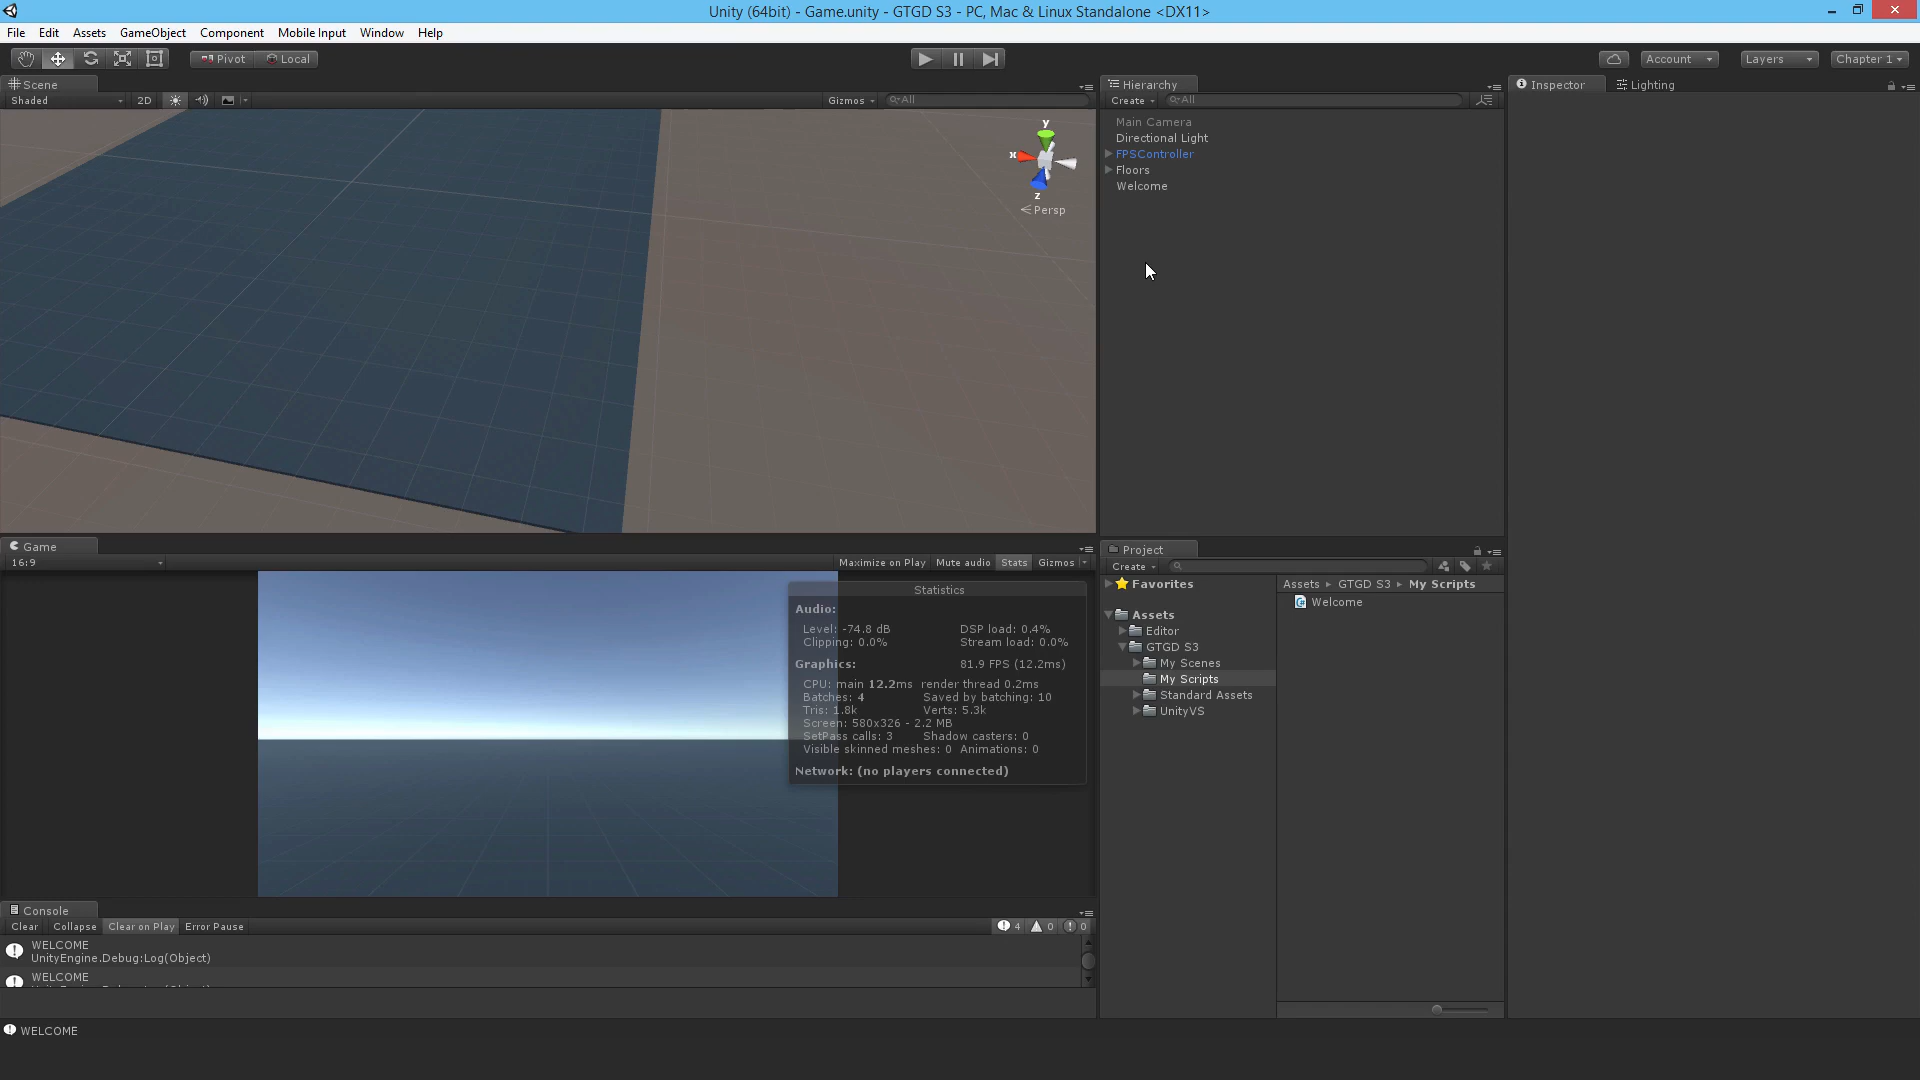 Unity (64bit) - Game.unity - GTGD S3 - PC, Mac & Linux Standalone <DX11>
File Edit Assets GameObject Component Mobile Input Window Help
Pivot Local Account Layers Chapter 1
Scene
Shaded 2D Gizmos All
y
x
z
Persp
Hierarchy
Create All
Main Camera
Directional Light
FPSController
Floors
Welcome
Inspector Lighting
Game
16:9 Maximize on Play Mute audio Stats Gizmos
Statistics
Audio:
Level: -74.8 dB DSP load: 0.4%
Clipping: 0.0% Stream load: 0.0%
Graphics: 81.9 FPS (12.2ms)
CPU: main 12.2ms render thread 0.2ms
Batches: 4 Saved by batching: 10
Tris: 1.8k Verts: 5.3k
Screen: 580x326 - 2.2 MB
SetPass calls: 3 Shadow casters: 0
Visible skinned meshes: 0 Animations: 0
Network: (no players connected)
Project
Create
Favorites
Assets
Editor
GTGD S3
My Scenes
My Scripts
Standard Assets
UnityVS
Assets GTGD S3 My Scripts
Welcome
Console
Clear Collapse Clear on Play Error Pause 4 0 0
WELCOME
UnityEngine.Debug:Log(Object)
WELCOME
WELCOME